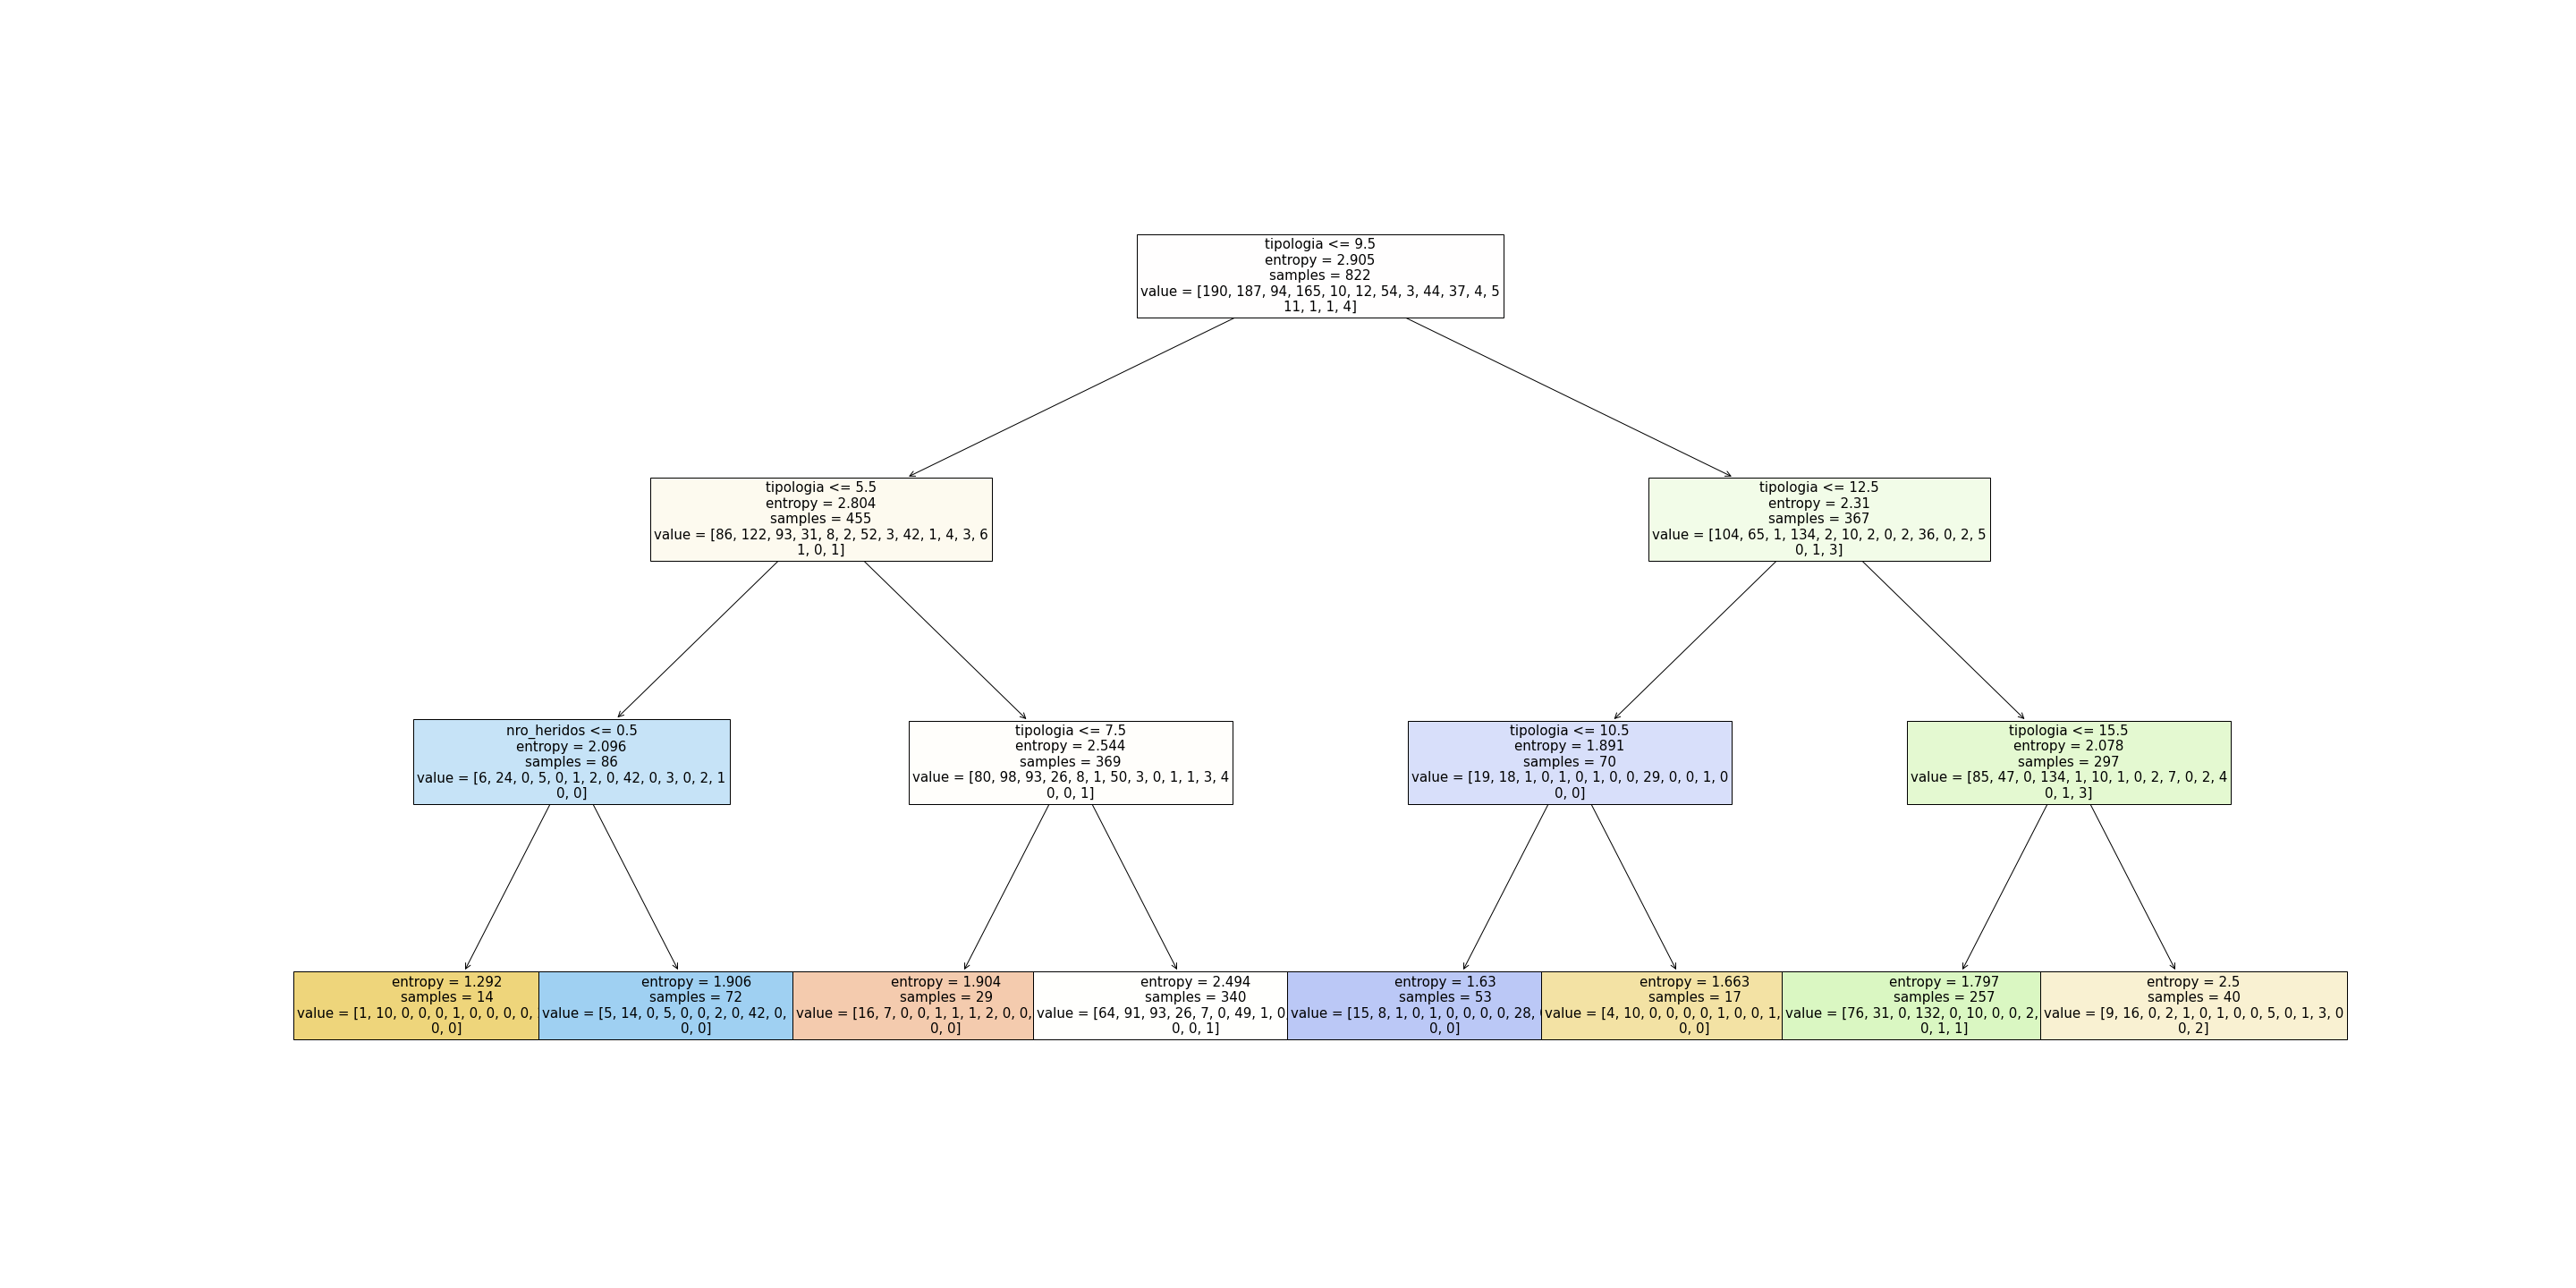 tipologia <= 9.5
entropy = 2.905
samples = 822
value = [190, 187, 94, 165, 10, 12, 54, 3, 44, 37, 4, 5
11, 1, 1, 4]
tipologia <= 5.5
entropy = 2.804
samples = 455
value = [86, 122, 93, 31, 8, 2, 52, 3, 42, 1, 4, 3, 6
1, 0, 1]
tipologia <= 12.5
entropy = 2.31
samples = 367
value = [104, 65, 1, 134, 2, 10, 2, 0, 2, 36, 0, 2, 5
0, 1, 3]
nro_heridos <= 0.5
entropy = 2.096
samples = 86
value = [6, 24, 0, 5, 0, 1, 2, 0, 42, 0, 3, 0, 2, 1
0, 0]
tipologia <= 7.5
entropy = 2.544
samples = 369
value = [80, 98, 93, 26, 8, 1, 50, 3, 0, 1, 1, 3, 4
0, 0, 1]
tipologia <= 10.5
entropy = 1.891
samples = 70
value = [19, 18, 1, 0, 1, 0, 1, 0, 0, 29, 0, 0, 1, 0
0, 0]
tipologia <= 15.5
entropy = 2.078
samples = 297
value = [85, 47, 0, 134, 1, 10, 1, 0, 2, 7, 0, 2, 4
0, 1, 3]
entropy = 1.292
samples = 14
value = [1, 10, 0, 0, 0, 1, 0, 0, 0, 0,
0, 0]
entropy = 1.906
samples = 72
value = [5, 14, 0, 5, 0, 0, 2, 0, 42, 0,
0, 0]
entropy = 1.904
samples = 29
value = [16, 7, 0, 0, 1, 1, 1, 2, 0, 0,
0, 0]
entropy = 2.494
samples = 340
value = [64, 91, 93, 26, 7, 0, 49, 1, 0
0, 0, 1]
entropy = 1.63
samples = 53
value = [15, 8, 1, 0, 1, 0, 0, 0, 0, 28,
0, 0]
entropy = 1.663
samples = 17
value = [4, 10, 0, 0, 0, 0, 1, 0, 0, 1,
0, 0]
entropy = 1.797
samples = 257
value = [76, 31, 0, 132, 0, 10, 0, 0, 2,
0, 1, 1]
entropy = 2.5
samples = 40
value = [9, 16, 0, 2, 1, 0, 1, 0, 0, 5, 0, 1, 3, 0
0, 2]